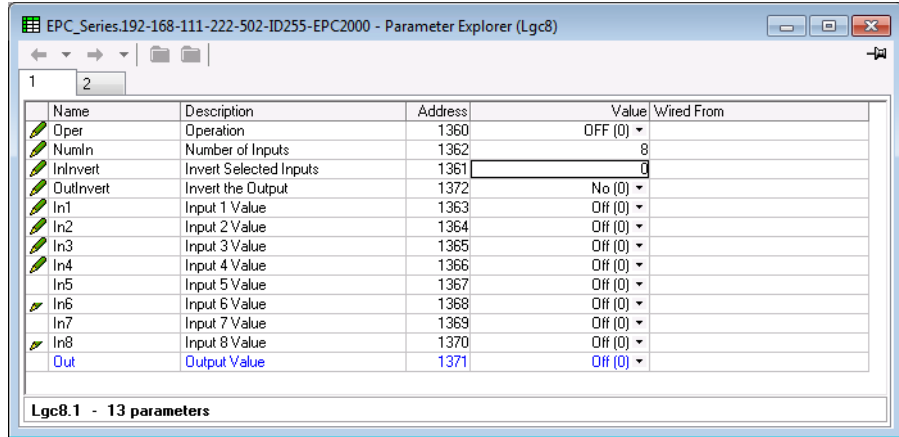 EPC_Series.192-168-111-222-502-ID255-EPC2000 - Parameter Explorer (Lgc8)
1 2
Name Description Address Value Wired From
Oper Operation 1360 OFF (0)
NumIn Number of Inputs 1362 8
InInvert Invert Selected Inputs 1361 0
OutInvert Invert the Output 1372 No (0)
In1 Input 1 Value 1363 Off (0)
In2 Input 2 Value 1364 Off (0)
In3 Input 3 Value 1365 Off (0)
In4 Input 4 Value 1366 Off (0)
In5 Input 5 Value 1367 Off (0)
In6 Input 6 Value 1368 Off (0)
In7 Input 7 Value 1369 Off (0)
In8 Input 8 Value 1370 Off (0)
Out Output Value 1371 Off (0)
Lgc8.1 - 13 parameters